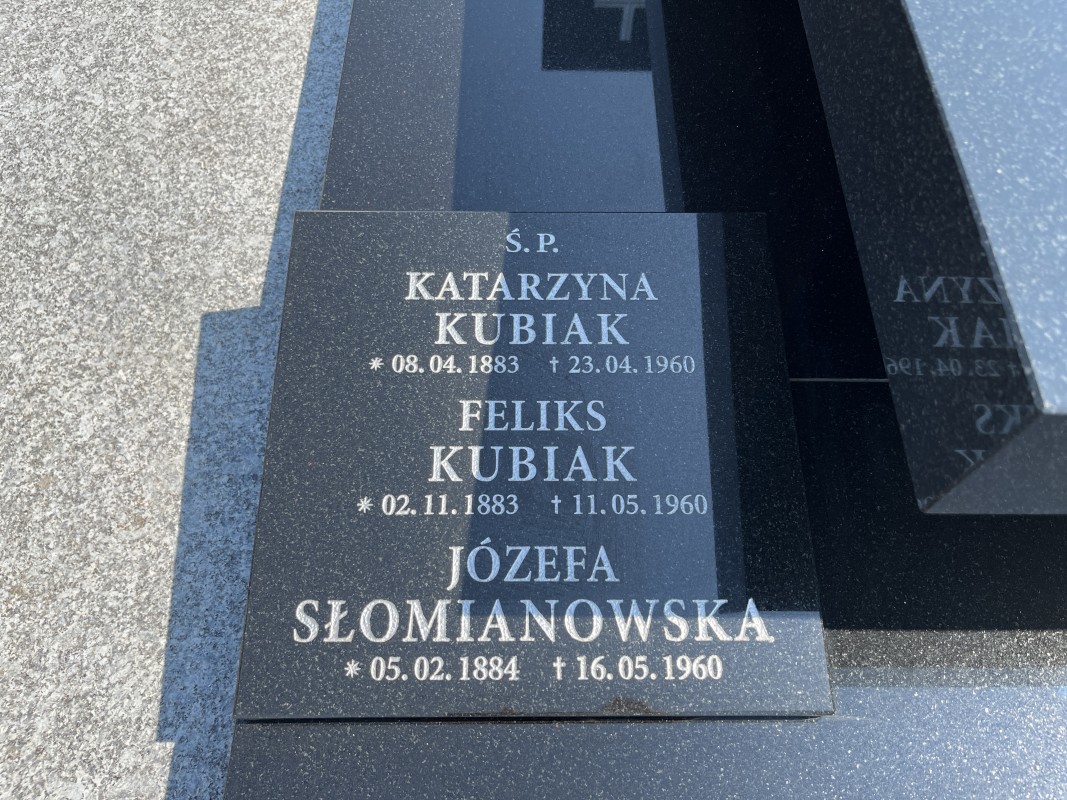 Ś. P.
KATARZYNA
KUBIAK
* 08.04.1883 † 23.04.1960
FELIKS
KUBIAK
* 02.11.1883 † 11.05.1960
JÓZEFA
SŁOMIANOWSKA
* 05.02.1884 † 16.05.1960